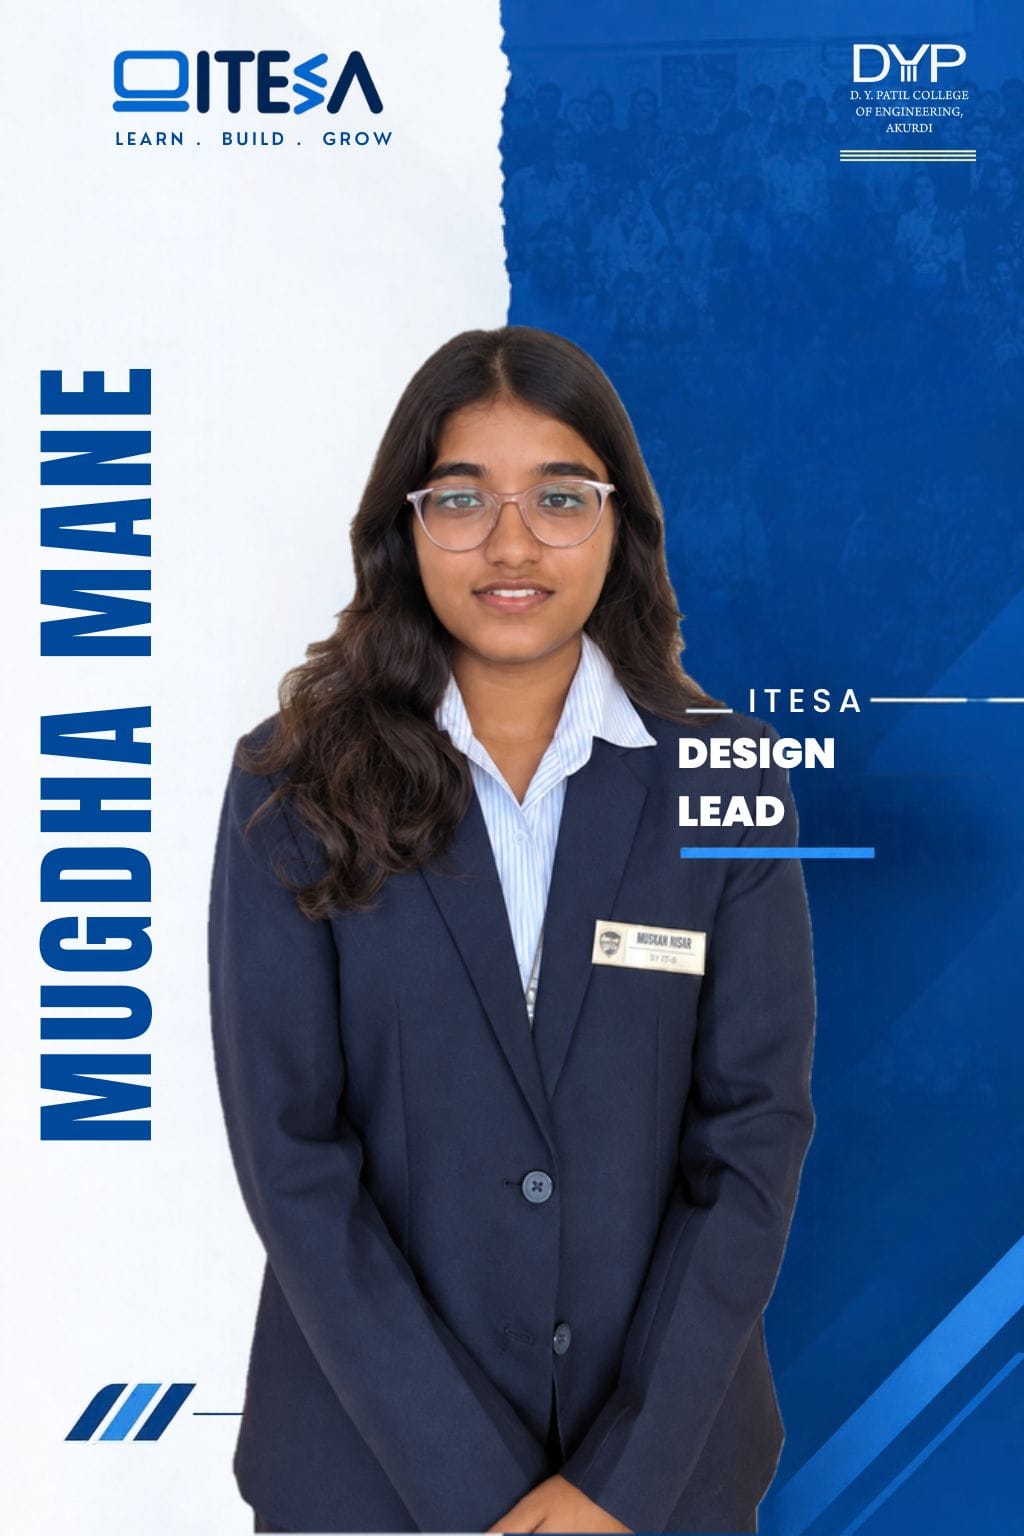 ITESA
LEARN . BUILD . GROW
DYP
D. Y. PATIL COLLEGE
OF ENGINEERING,
AKURDI
MUGDHA MANE
ITESA
DESIGN
LEAD
MUSKAN NISAR
SY IT-B